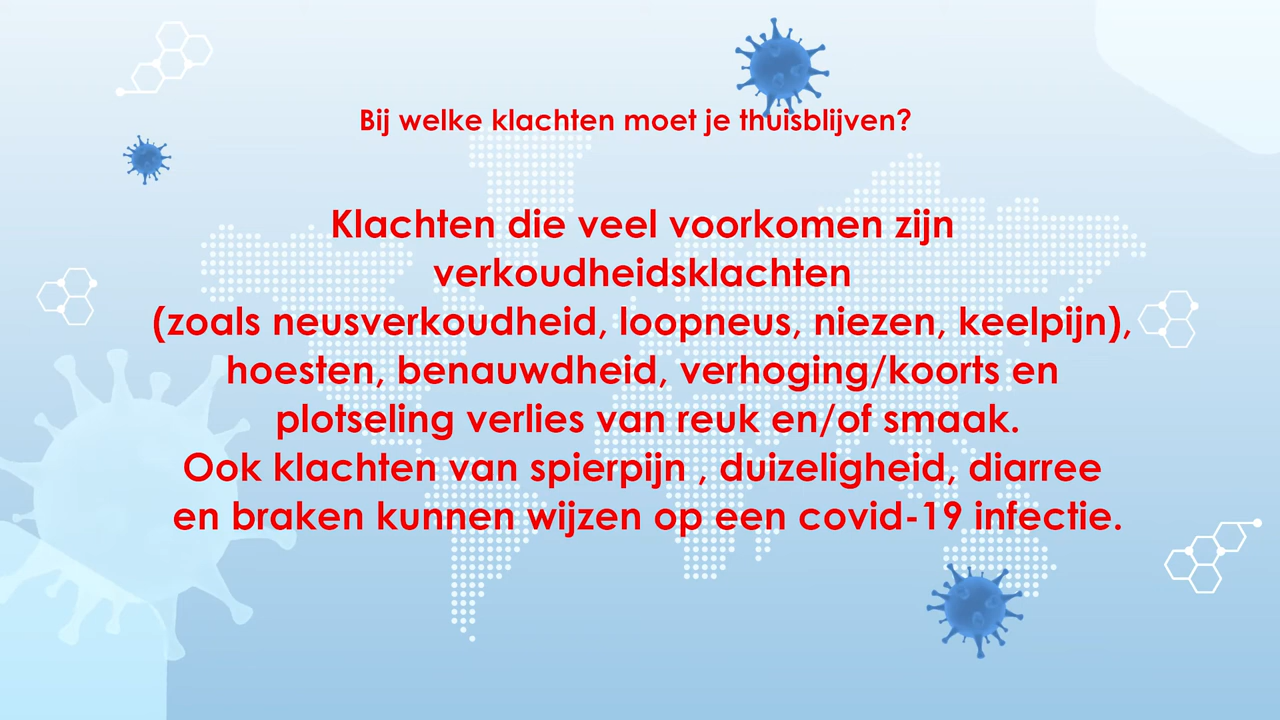 Bij welke klachten moet je thuisblijven?
Klachten die veel voorkomen zijn
verkoudheidsklachten
(zoals neusverkoudheid, loopneus, niezen, keelpijn),
hoesten, benauwdheid, verhoging/koorts en
plotseling verlies van reuk en/of smaak.
Ook klachten van spierpijn , duizeligheid, diarree
en braken kunnen wijzen op een covid-19 infectie.